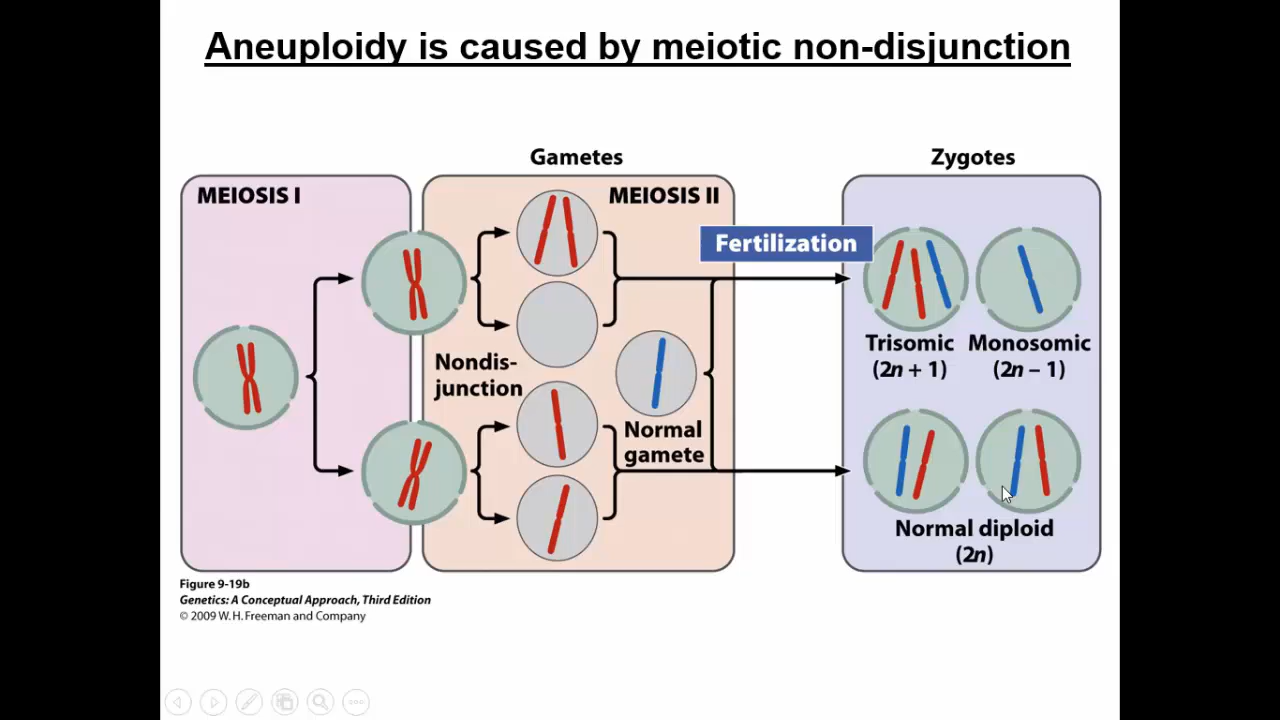 Aneuploidy is caused by meiotic non-disjunction
Gametes
Zygotes
MEIOSIS I
MEIOSIS II
Fertilization
Nondis-
junction
Normal
gamete
Trisomic
(2n + 1)
Monosomic
(2n – 1)
Normal diploid
(2n)
Figure 9-19b
Genetics: A Conceptual Approach, Third Edition
© 2009 W. H. Freeman and Company